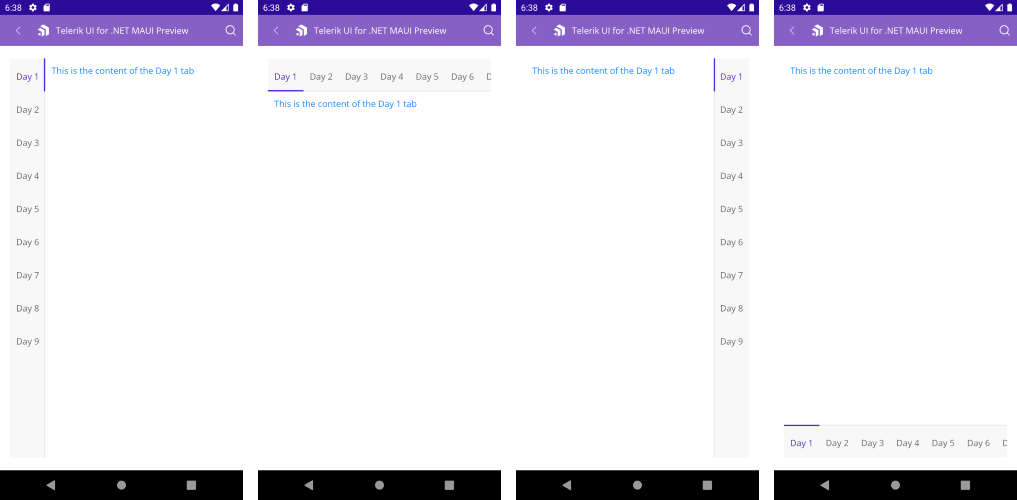 6:38
Telerik UI for .NET MAUI Preview
Day 1
This is the content of the Day 1 tab
Day 2
Day 3
Day 4
Day 5
Day 6
Day 7
Day 8
Day 9
6:38
Telerik UI for .NET MAUI Preview
Day 1 Day 2 Day 3 Day 4 Day 5 Day 6 D
This is the content of the Day 1 tab
6:38
Telerik UI for .NET MAUI Preview
This is the content of the Day 1 tab
Day 1
Day 2
Day 3
Day 4
Day 5
Day 6
Day 7
Day 8
Day 9
6:38
Telerik UI for .NET MAUI Preview
This is the content of the Day 1 tab
Day 1 Day 2 Day 3 Day 4 Day 5 Day 6 D